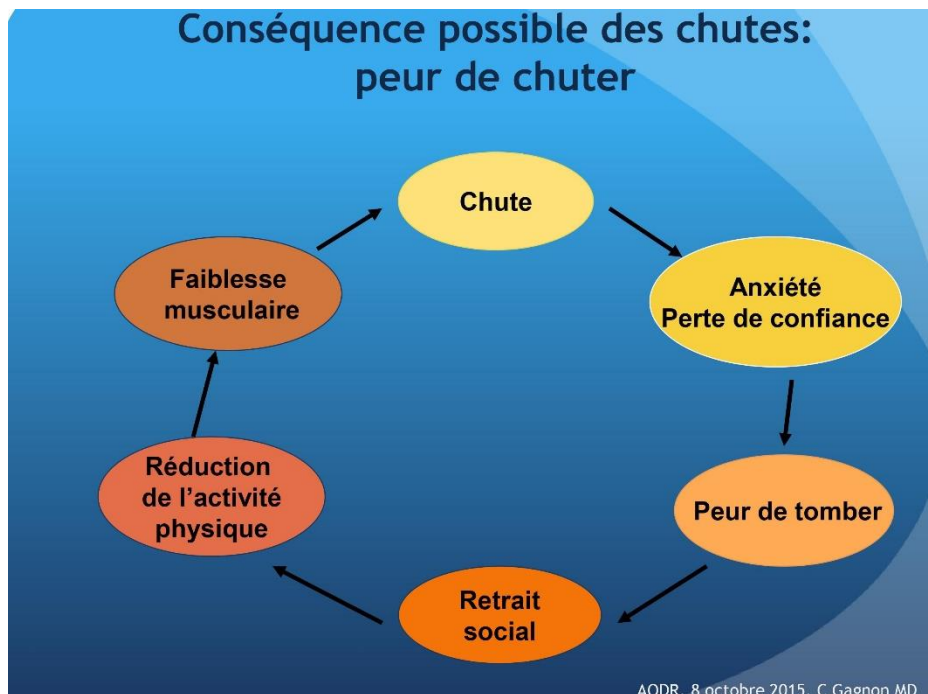 Conséquence possible des chutes:
peur de chuter
Chute
Anxiété
Perte de confiance
Peur de tomber
Retrait
social
Réduction
de l'activité
physique
Faiblesse
musculaire
AQDR, 8 octobre 2015, C Gagnon MD